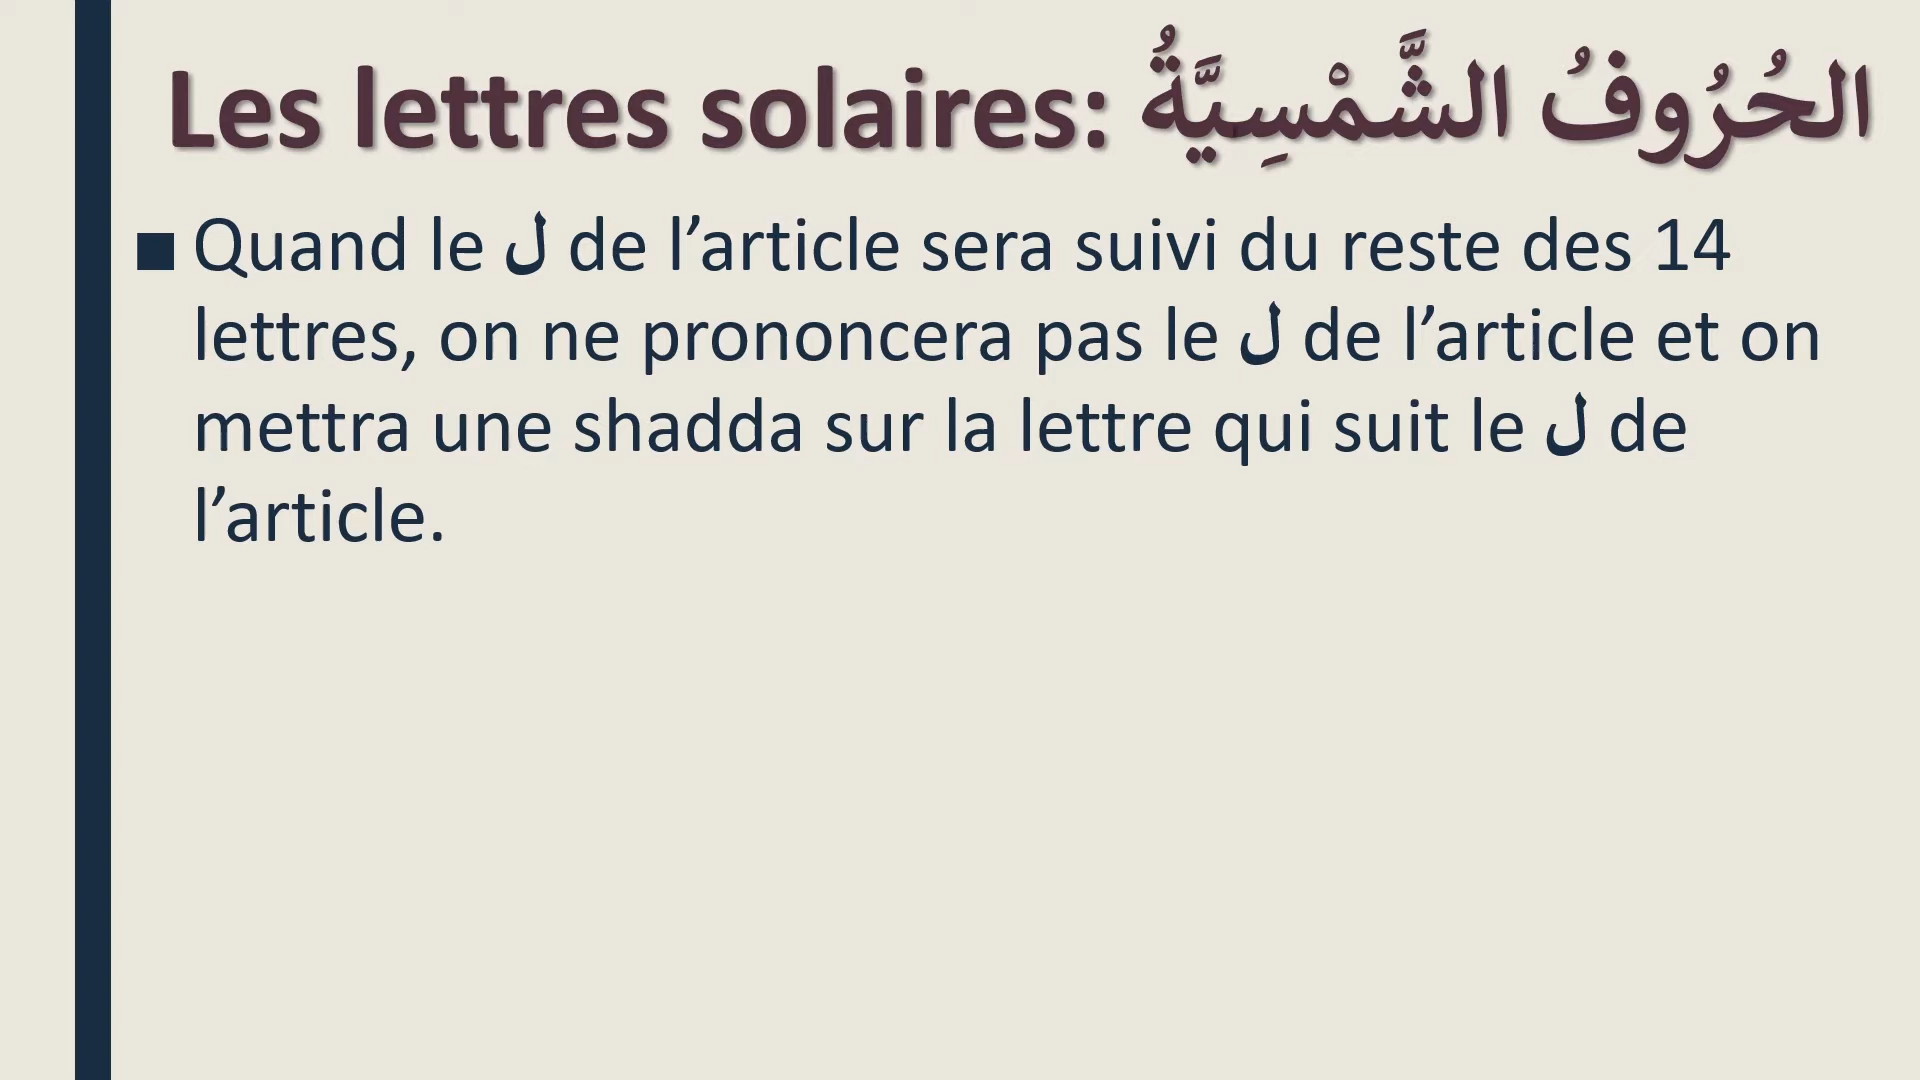 Les lettres solaires: الحُرُوفُ الشَّمْسِيَّةُ
■ Quand le ل de l’article sera suivi du reste des 14
lettres, on ne prononcera pas le ل de l’article et on
mettra une shadda sur la lettre qui suit le ل de
l’article.